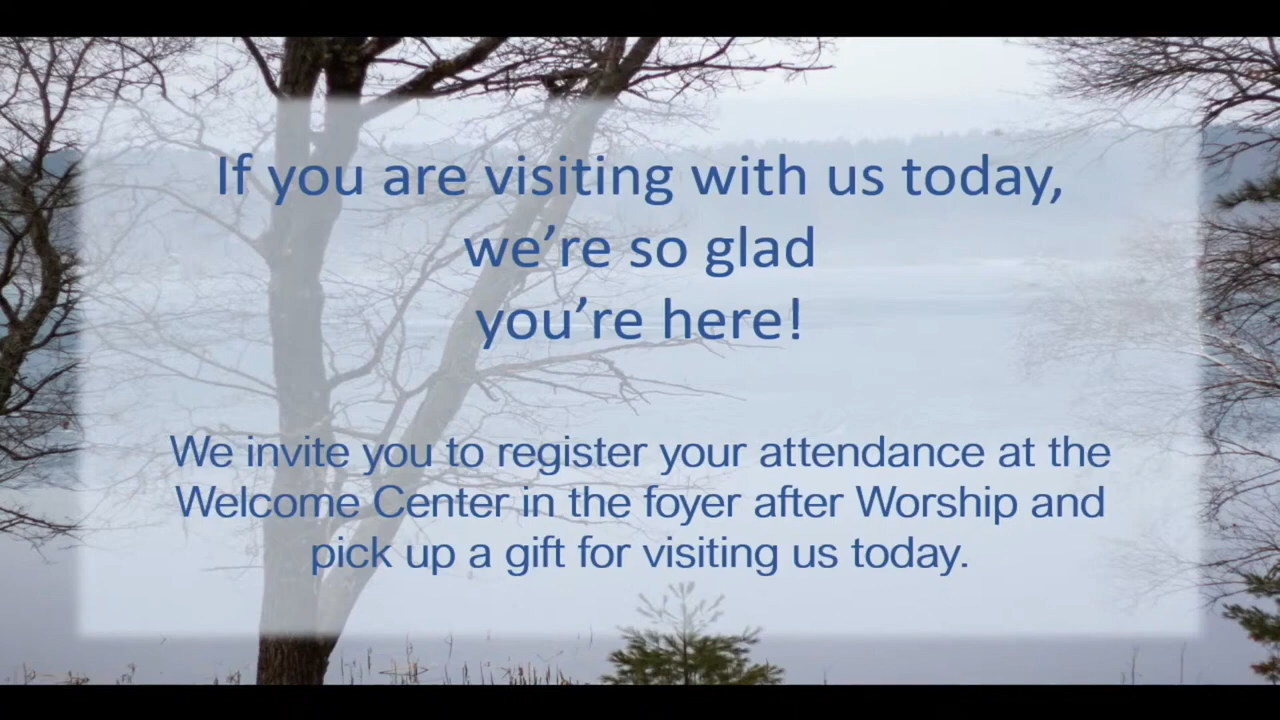 If you are visiting with us today,
we’re so glad
you’re here!
We invite you to register your attendance at the
Welcome Center in the foyer after Worship and
pick up a gift for visiting us today.